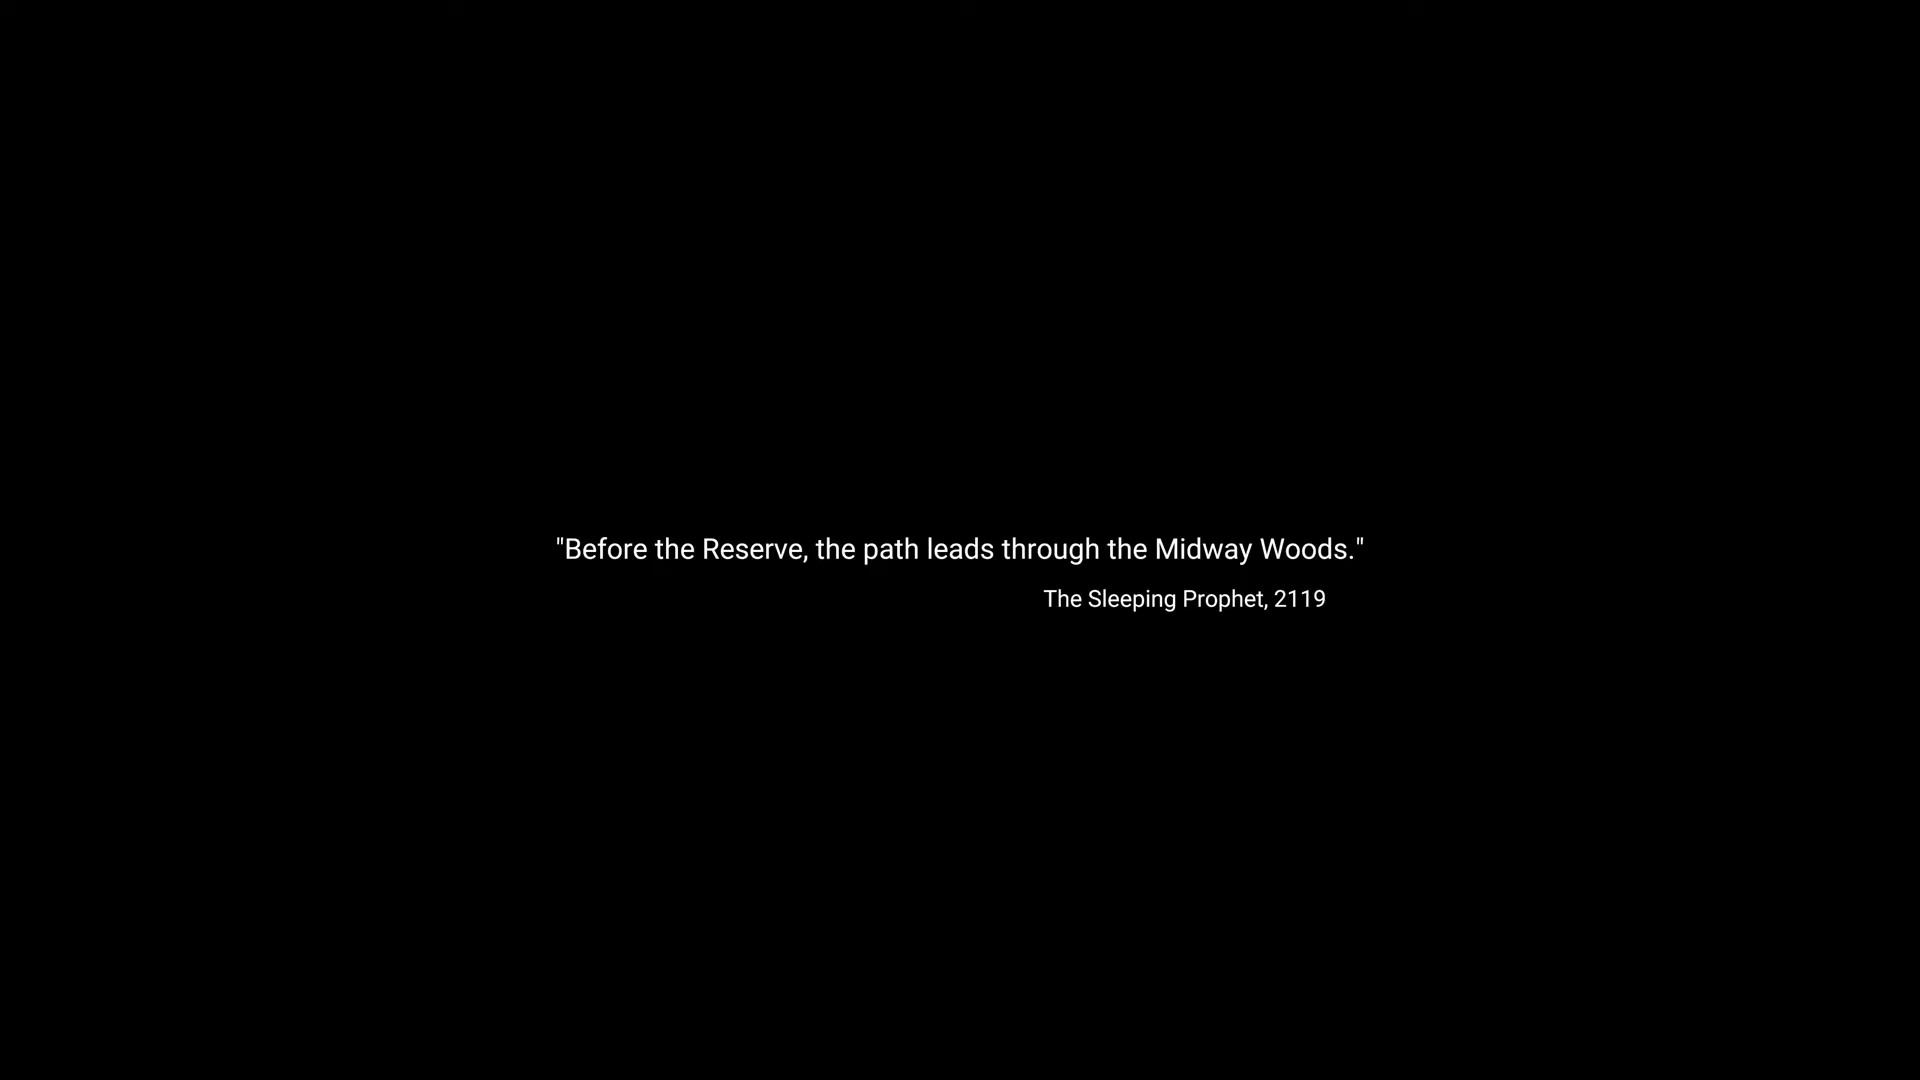 "Before the Reserve, the path leads through the Midway Woods."
The Sleeping Prophet, 2119